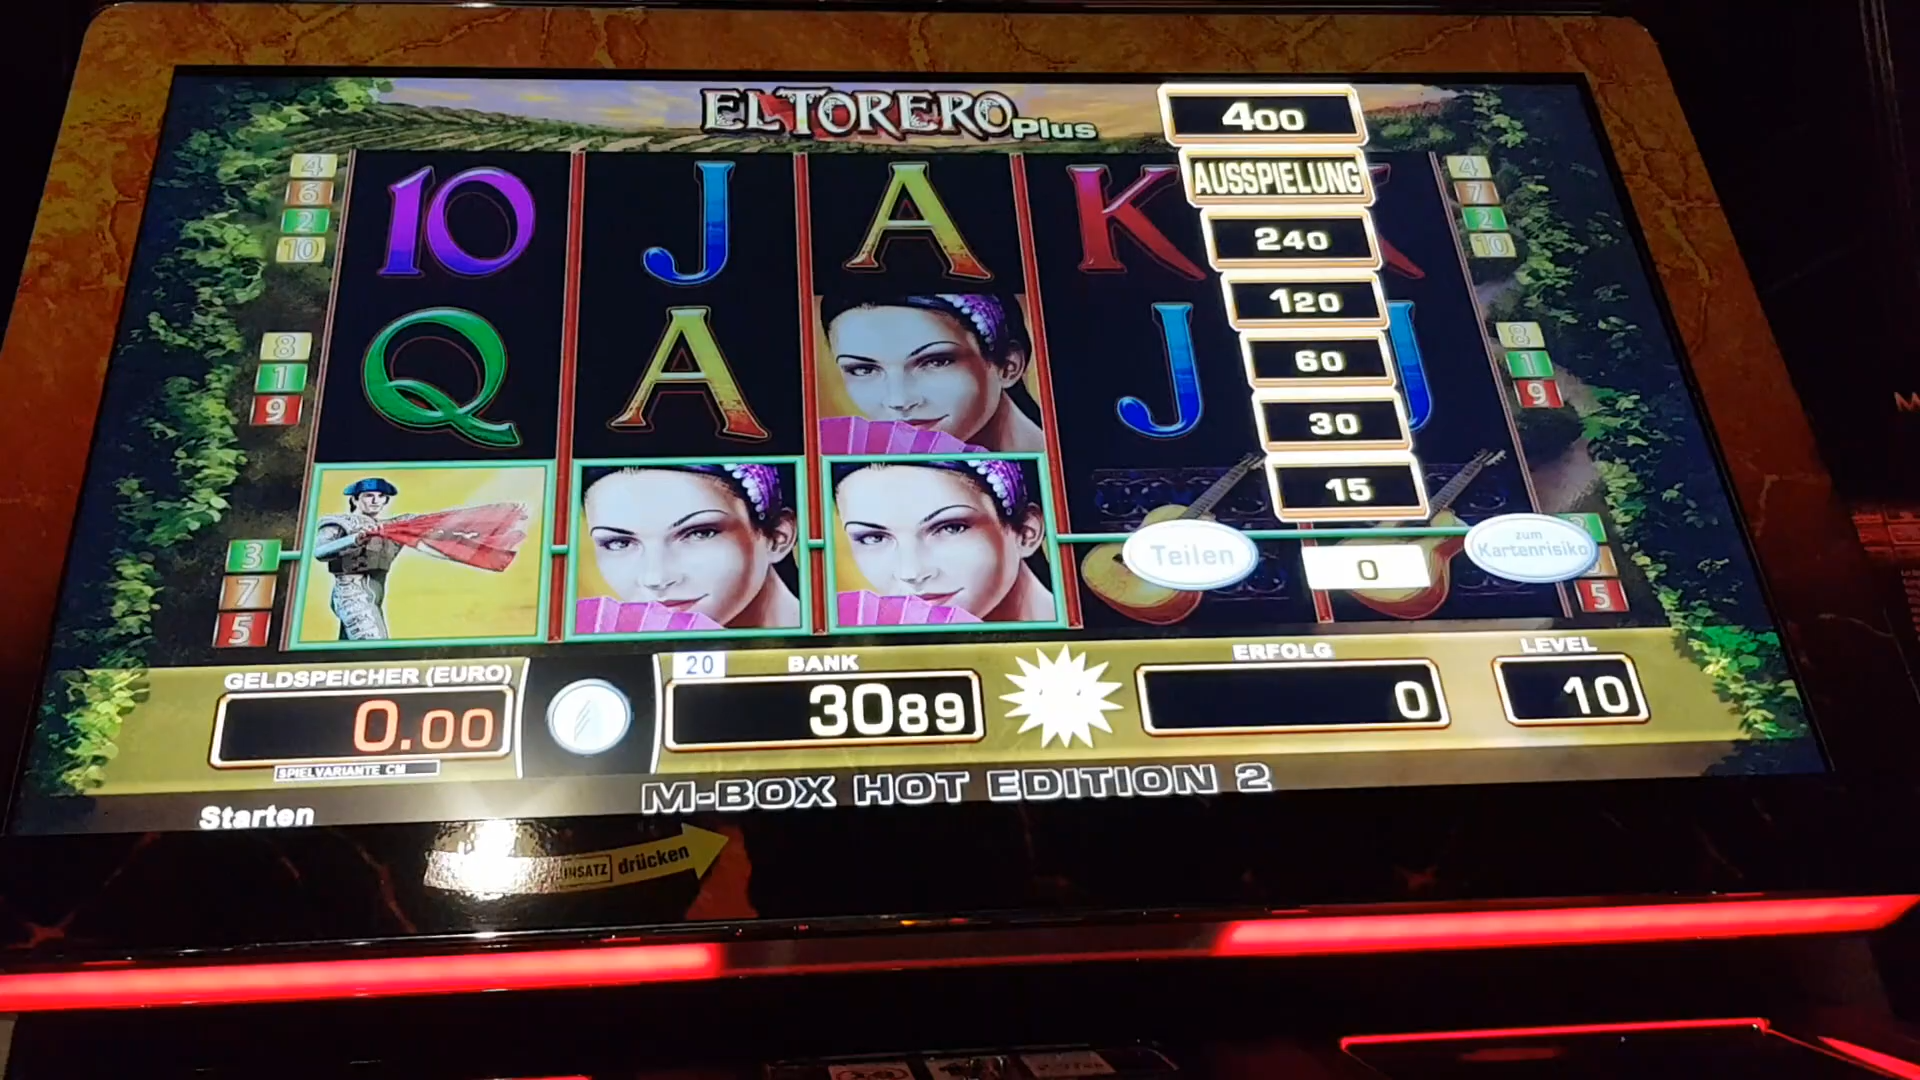 EL TORERO Plus
400
AUSSPIELUNG
240
120
60
30
15
0
Teilen
zum
Kartenrisiko
10 J A K
Q A J J
4
6
2
10
8
1
9
3
7
5
4
7
2
10
8
1
9
5
GELDSPEICHER (EURO)
0.00
SPIELVARIANTE CM
20
BANK
3089
ERFOLG
0
LEVEL
10
Starten
M-BOX HOT EDITION 2
drücken